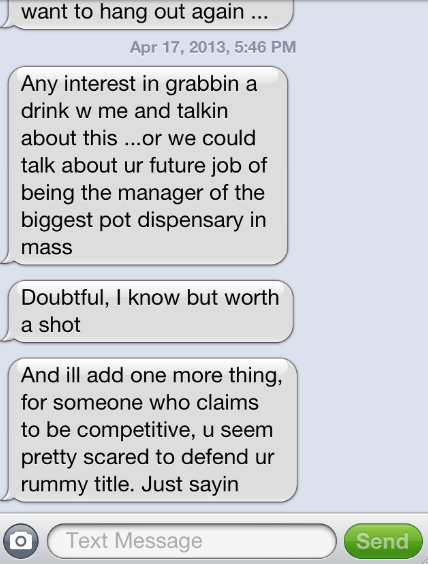 want to hang out again ...
Apr 17, 2013, 5:46 PM
Any interest in grabbin a
drink w me and talkin
about this ...or we could
talk about ur future job of
being the manager of the
biggest pot dispensary in
mass
Doubtful, I know but worth
a shot
And ill add one more thing,
for someone who claims
to be competitive, u seem
pretty scared to defend ur
rummy title. Just sayin
Text Message
Send